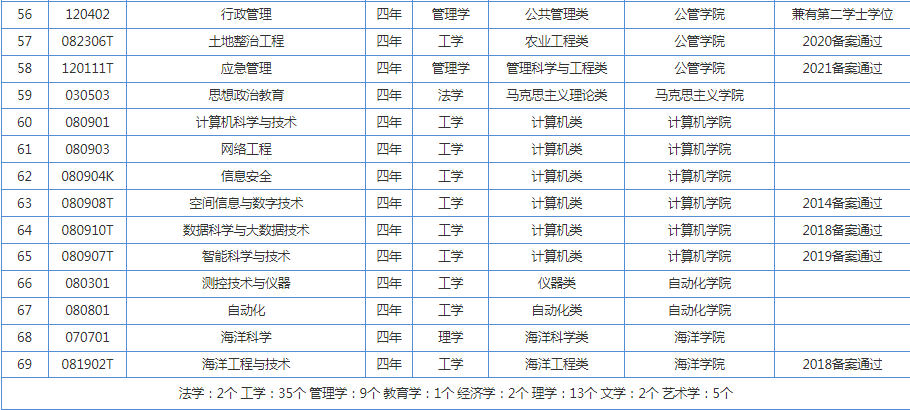 56 120402 行政管理 四年 管理学 公共管理类 公管学院 兼有第二学士学位
57 082306T 土地整治工程 四年 工学 农业工程类 公管学院 2020备案通过
58 120111T 应急管理 四年 管理学 管理科学与工程类 公管学院 2021备案通过
59 030503 思想政治教育 四年 法学 马克思主义理论类 马克思主义学院
60 080901 计算机科学与技术 四年 工学 计算机类 计算机学院
61 080903 网络工程 四年 工学 计算机类 计算机学院
62 080904K 信息安全 四年 工学 计算机类 计算机学院
63 080908T 空间信息与数字技术 四年 工学 计算机类 计算机学院 2014备案通过
64 080910T 数据科学与大数据技术 四年 工学 计算机类 计算机学院 2018备案通过
65 080907T 智能科学与技术 四年 工学 计算机类 计算机学院 2019备案通过
66 080301 测控技术与仪器 四年 工学 仪器类 自动化学院
67 080801 自动化 四年 工学 自动化类 自动化学院
68 070701 海洋科学 四年 理学 海洋科学类 海洋学院
69 081902T 海洋工程与技术 四年 工学 海洋工程类 海洋学院 2018备案通过
法学：2个 工学：35个 管理学：9个 教育学：1个 经济学：2个 理学：13个 文学：2个 艺术学：5个